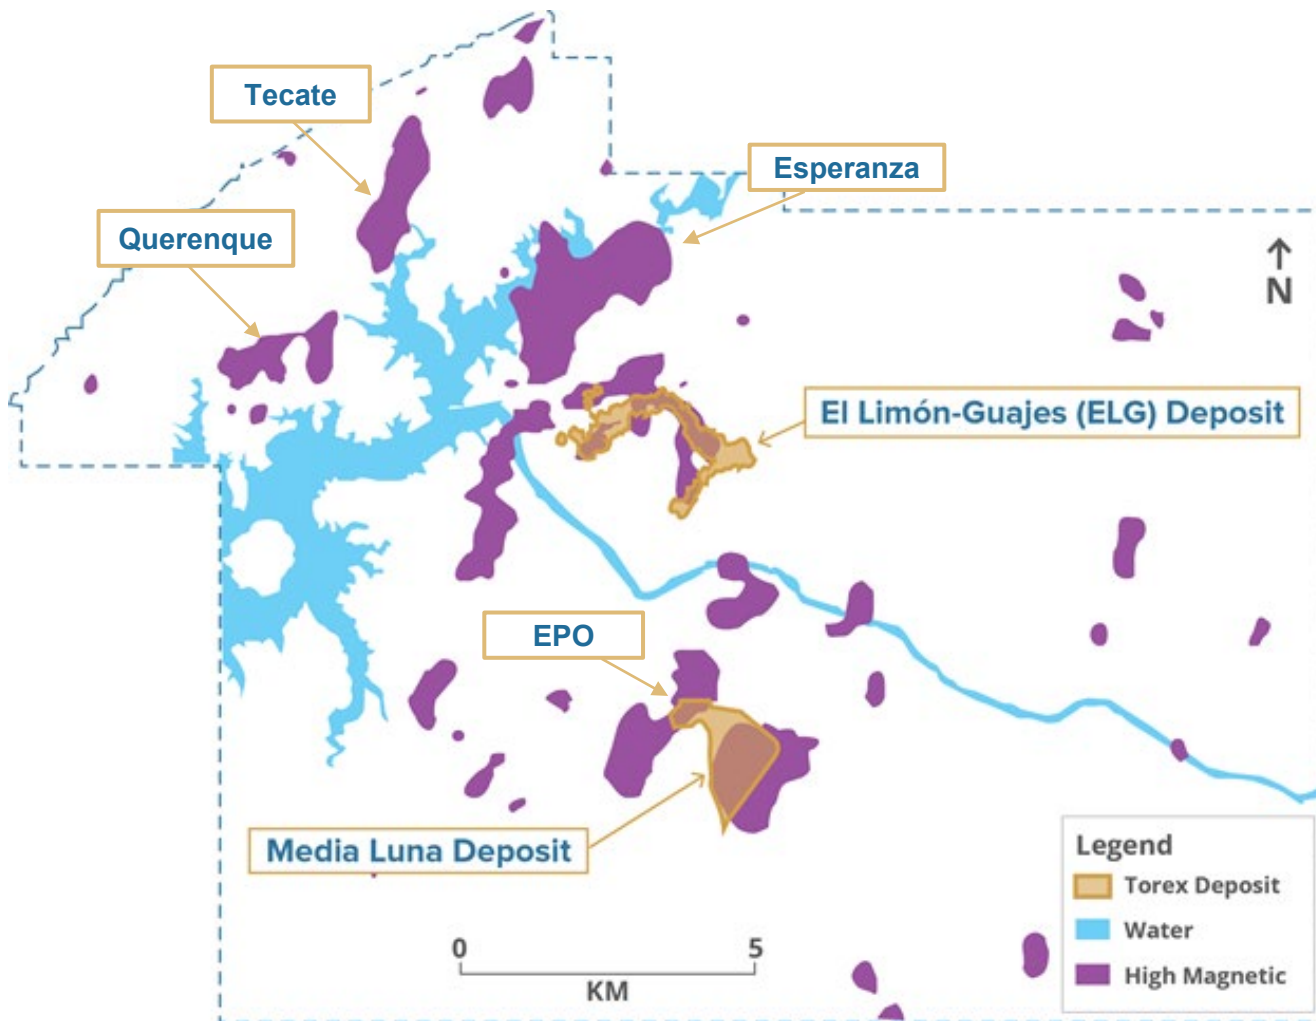 Tecate
Esperanza
Querenque
N
El Limón-Guajes (ELG) Deposit
EPO
Media Luna Deposit
0 5
KM
Legend
Torex Deposit
Water
High Magnetic